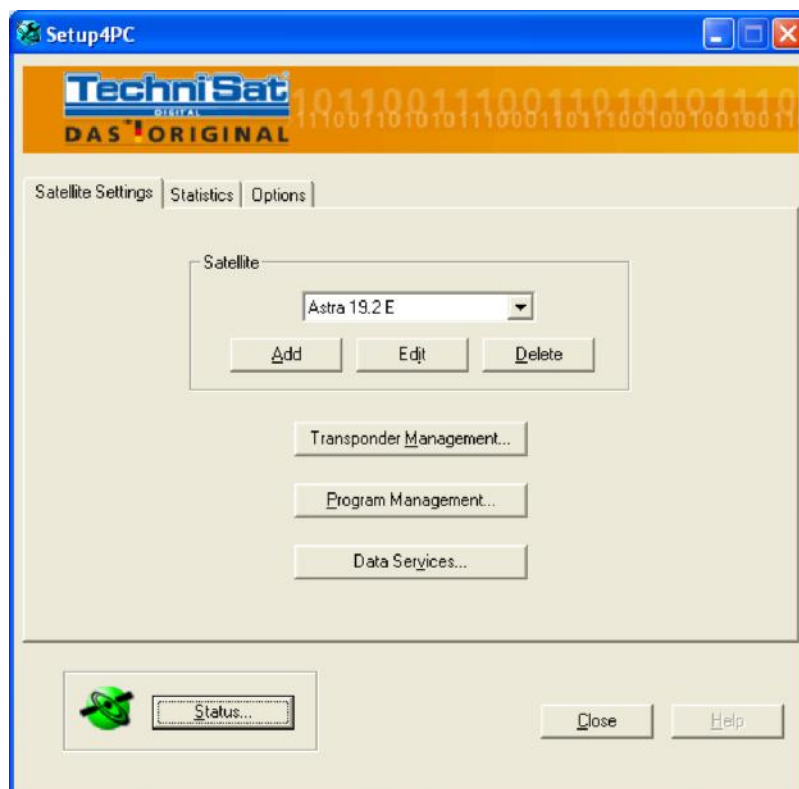 Setup4PC
TechniSat
DIGITAL
DAS ORIGINAL
Satellite Settings Statistics Options
Satellite
Astra 19.2 E
Add Edit Delete
Transponder Management...
Program Management...
Data Services...
Status...
Close Help